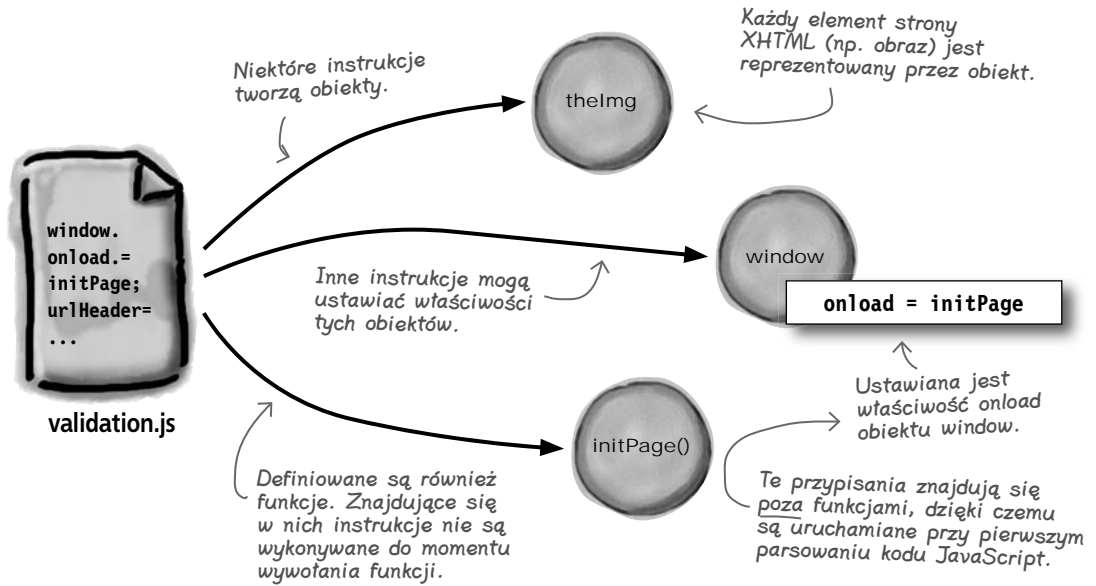 Niektóre instrukcje
tworzą obiekty.
theImg
Każdy element strony
XHTML (np. obraz) jest
reprezentowany przez obiekt.
window.
onload.=
initPage;
urlHeader=
...
validation.js
Inne instrukcje mogą
ustawiać właściwości
tych obiektów.
window
onload = initPage
Ustawiana jest
właściwość onload
obiektu window.
initPage()
Definiowane są również
funkcje. Znajdujące się
w nich instrukcje nie są
wykonywane do momentu
wywołania funkcji.
Te przypisania znajdują się
poza funkcjami, dzięki czemu
są uruchamiane przy pierwszym
parsowaniu kodu JavaScript.